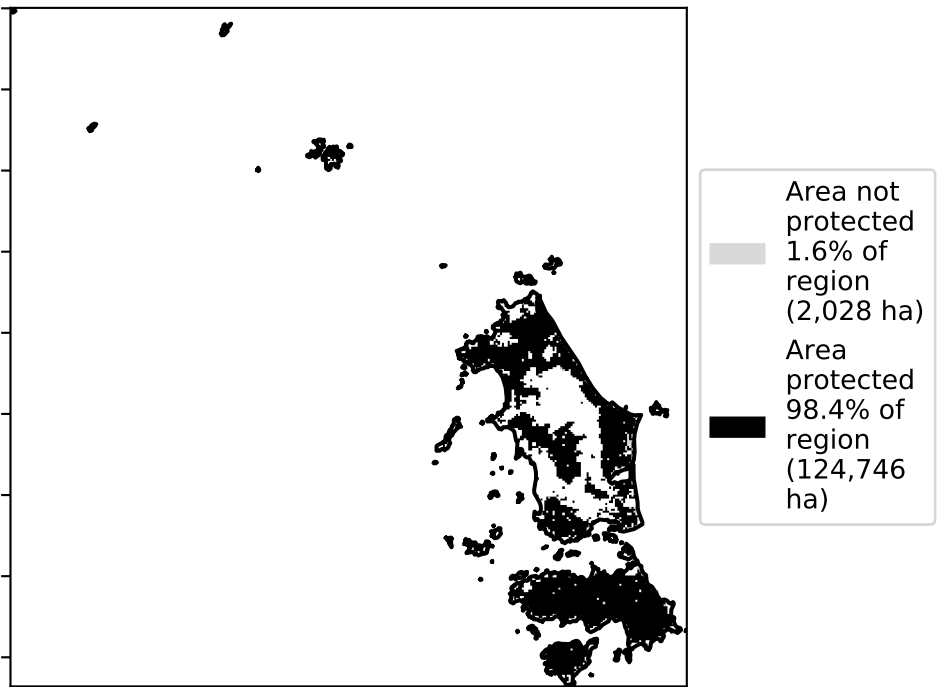 Area not
protected
1.6% of
region
(2,028 ha)
Area
protected
98.4% of
region
(124,746
ha)